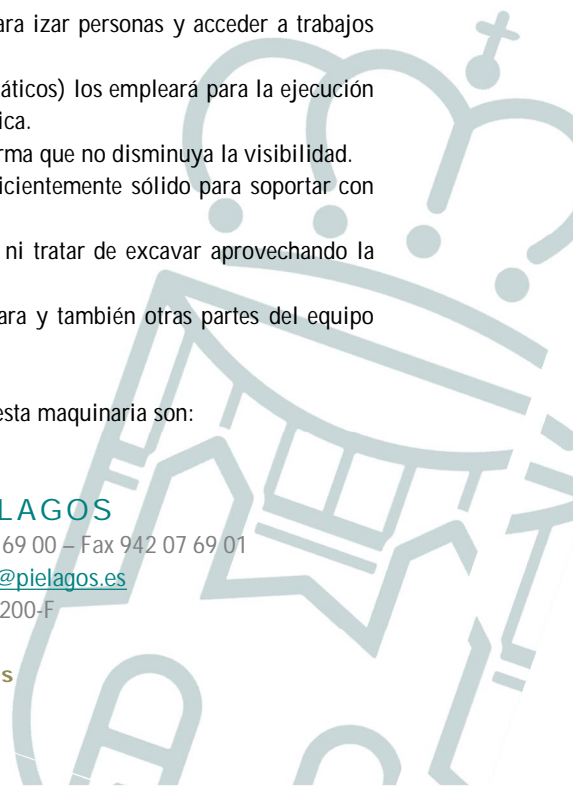 ara izar personas y acceder a trabajos
áticos) los empleará para la ejecución
ica.
rma que no disminuya la visibilidad.
icientemente sólido para soportar con
ni tratar de excavar aprovechando la
ara y también otras partes del equipo
esta maquinaria son:
LAGOS
69 00 – Fax 942 07 69 01
@pielagos.es
200-F
s